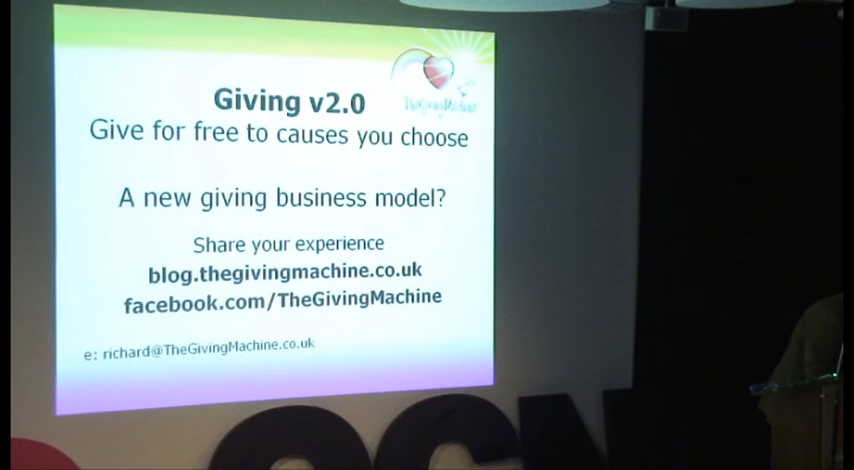 TheGivingMachine
Giving v2.0
Give for free to causes you choose
A new giving business model?
Share your experience
blog.thegivingmachine.co.uk
facebook.com/TheGivingMachine
e: richard@TheGivingMachine.co.uk